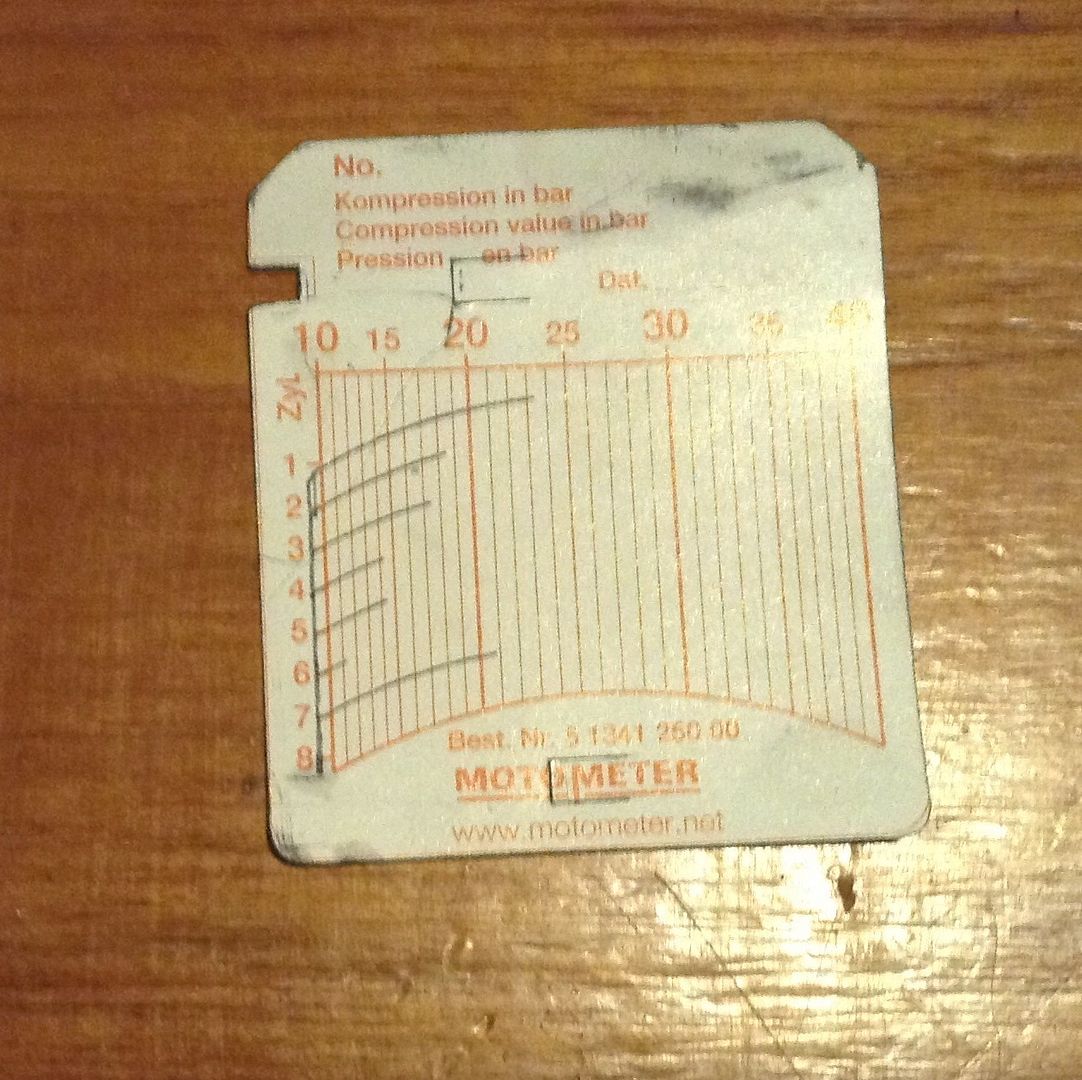 No.
Kompression in bar
Compression value in bar
Pression en bar
Dat.
10 15 20 25 30 35 40
Zyl.
1
2
3
4
5
6
7
8
Best. Nr. 5 1341 250 00
MOTOMETER
www.motometer.net